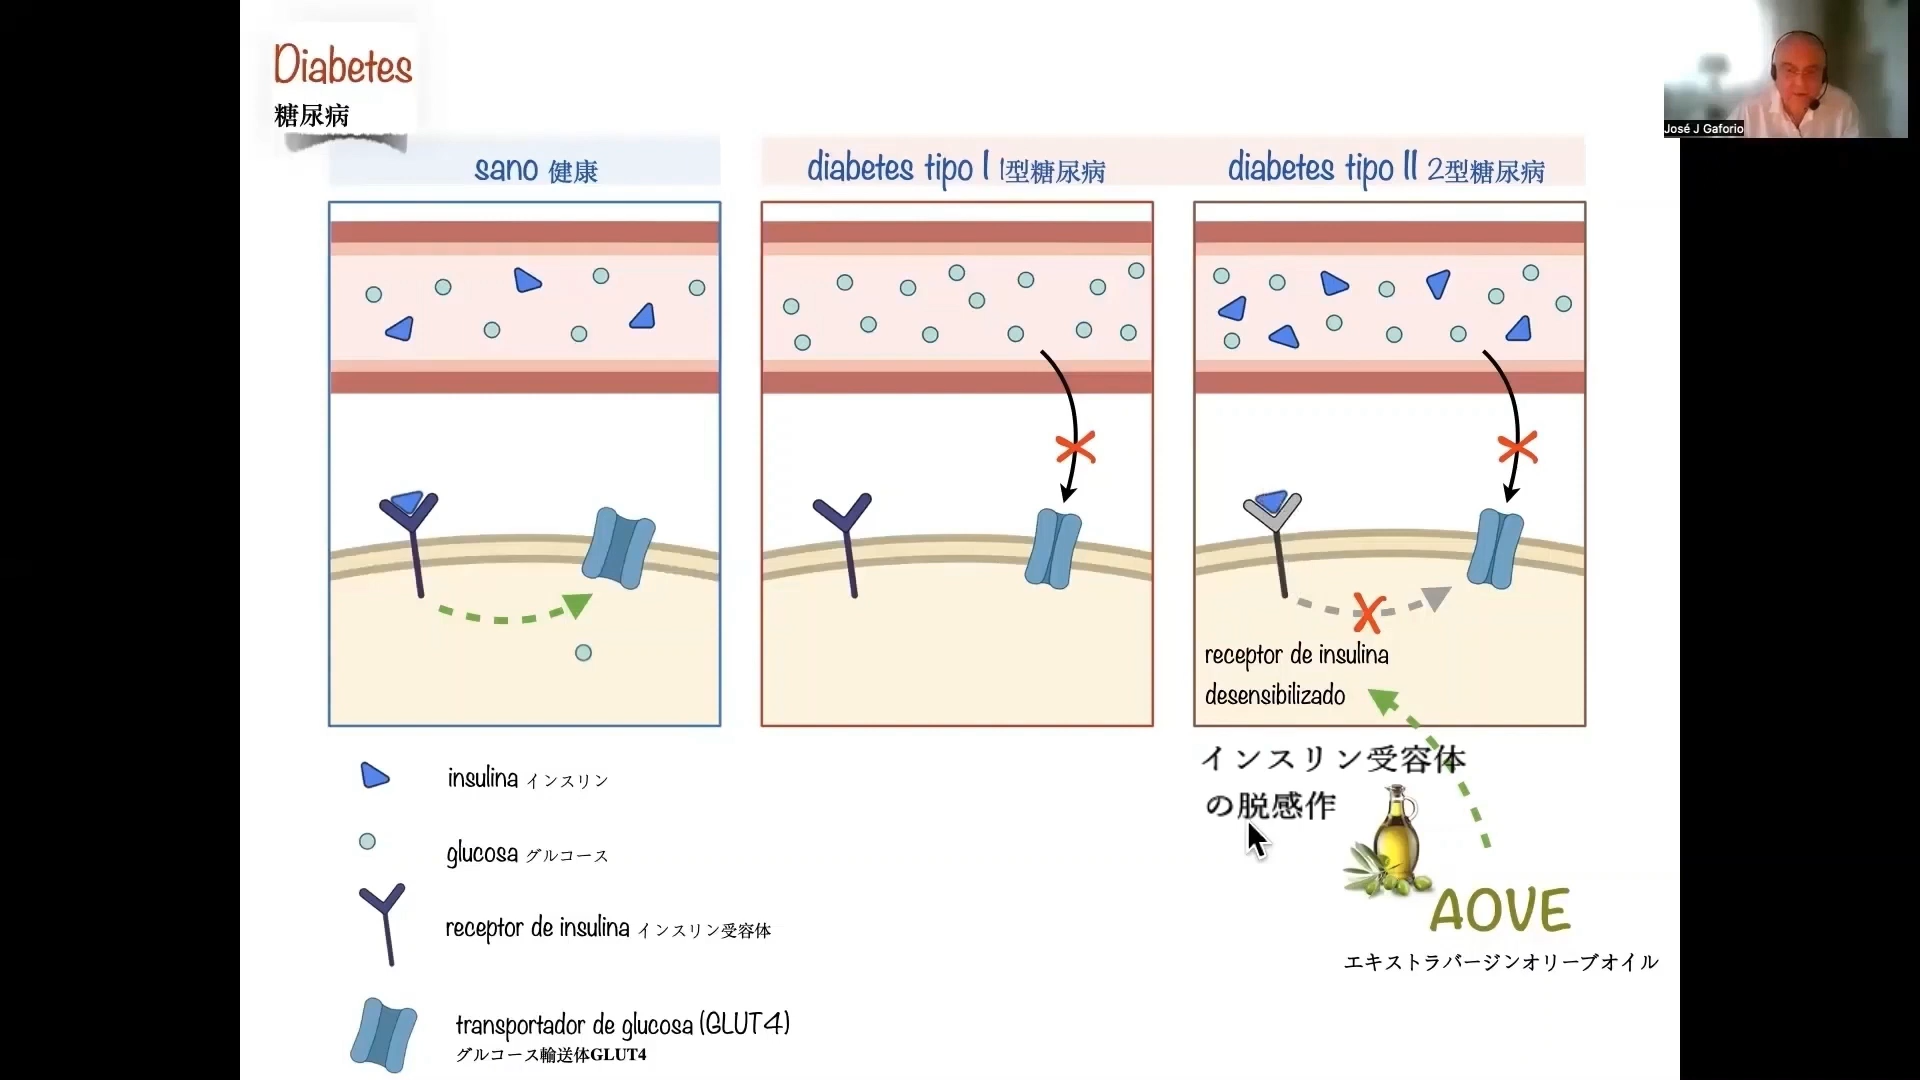 Diabetes
糖尿病
José J Gaforio
sano 健康
diabetes tipo I 1型糖尿病
diabetes tipo II 2型糖尿病
receptor de insulina
desensibilizado
インスリン受容体
の脱感作
insulina インスリン
glucosa グルコース
receptor de insulina インスリン受容体
transportador de glucosa (GLUT4)
グルコース輸送体GLUT4
AOVE
エキストラバージンオリーブオイル